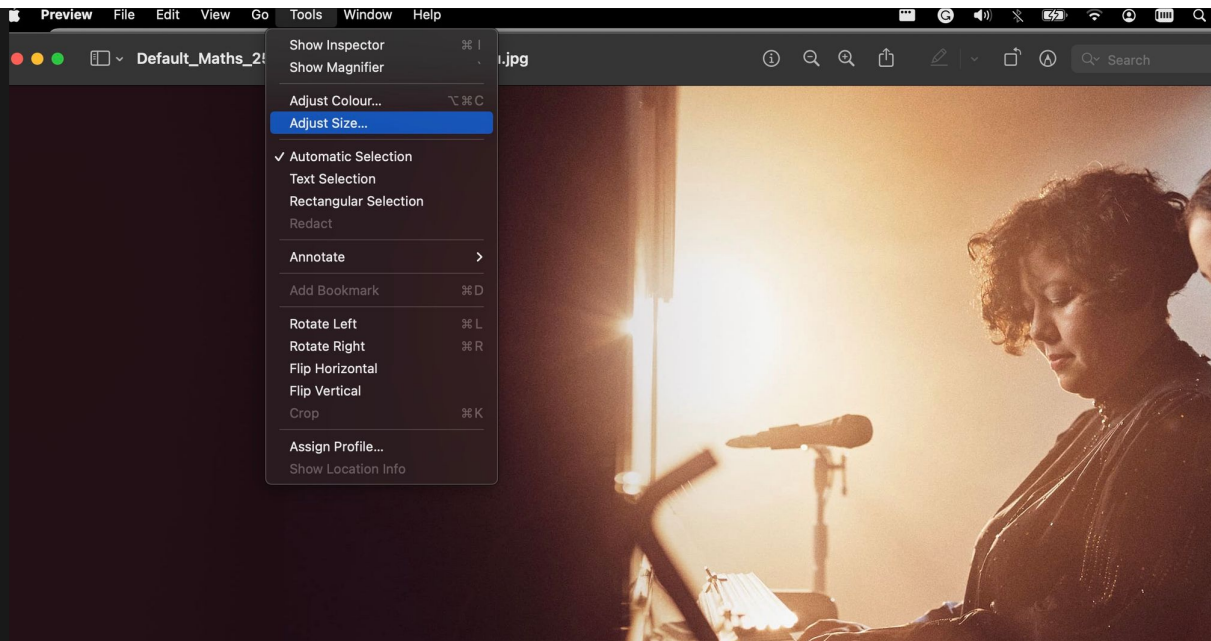 Preview File Edit View Go Tools Window Help
Default_Maths_25
.jpg
Search
Show Inspector ⌘ I
Show Magnifier `
Adjust Colour... ⌥ ⌘ C
Adjust Size...
✓ Automatic Selection
Text Selection
Rectangular Selection
Redact
Annotate >
Add Bookmark ⌘ D
Rotate Left ⌘ L
Rotate Right ⌘ R
Flip Horizontal
Flip Vertical
Crop ⌘ K
Assign Profile...
Show Location Info